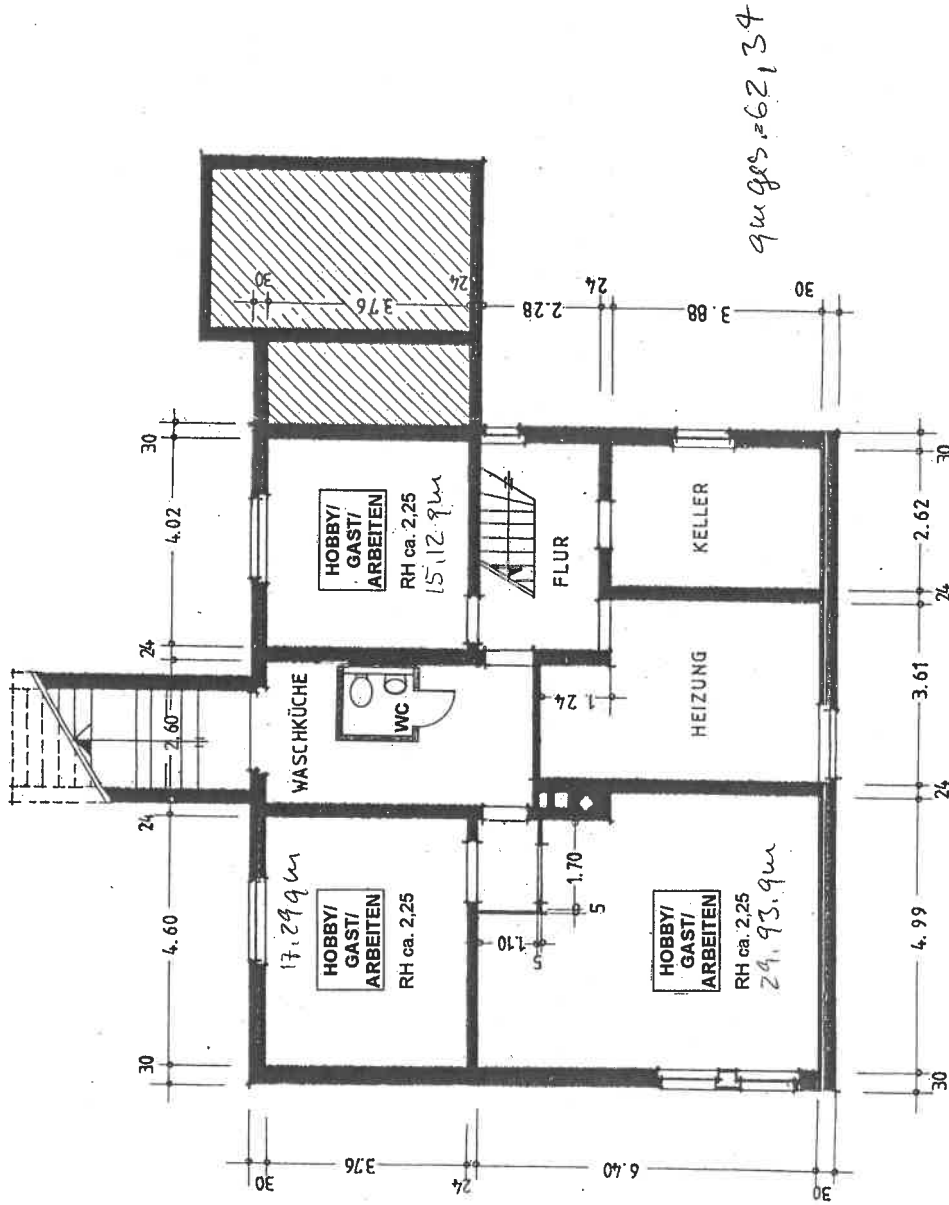 qm ges.=62,34
30
4.60
24
2.60
24
4.02
30
17.29 qm
HOBBY/
GAST/
ARBEITEN
RH ca. 2,25
WASCHKÜCHE
WC
HOBBY/
GAST/
ARBEITEN
RH ca. 2,25
15,12 qm
FLUR
KELLER
HEIZUNG
1.24
1.70
5
1.10
5
HOBBY/
GAST/
ARBEITEN
RH ca. 2,25
29,93 qm
30
3.76
24
6.40
30
30
3.76
24
2.28
24
3.88
30
30
4.99
24
3.61
24
2.62
30